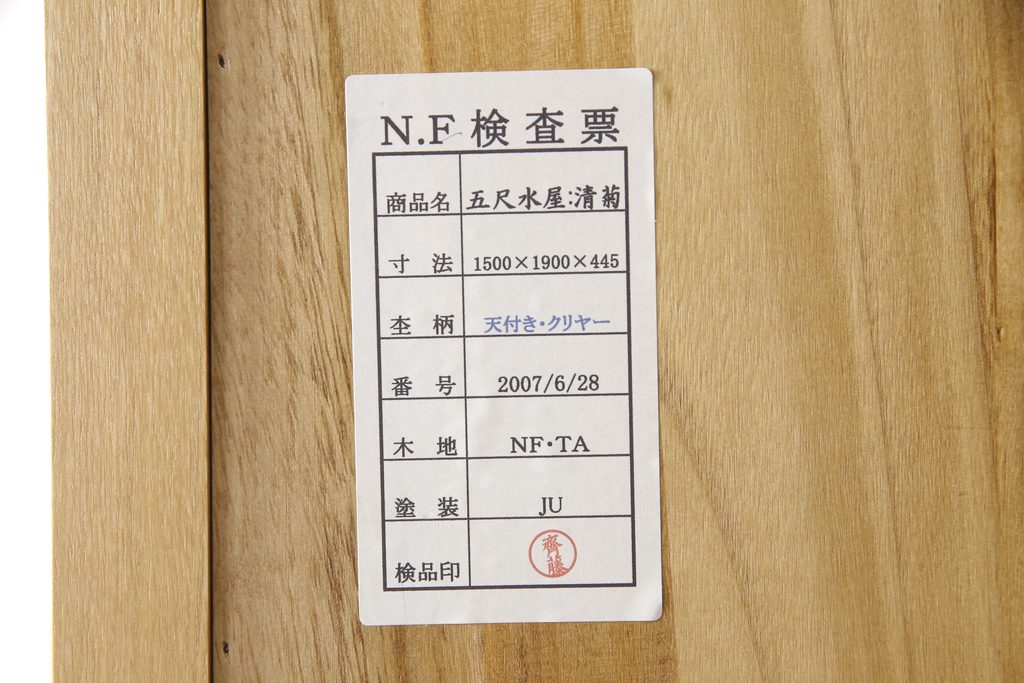 N.F 検査票
商品名 五尺水屋:清菊
寸法 1500×1900×445
杢柄 天付き・クリヤー
番号 2007/6/28
木地 NF・TA
塗装 JU
検品印 齊藤